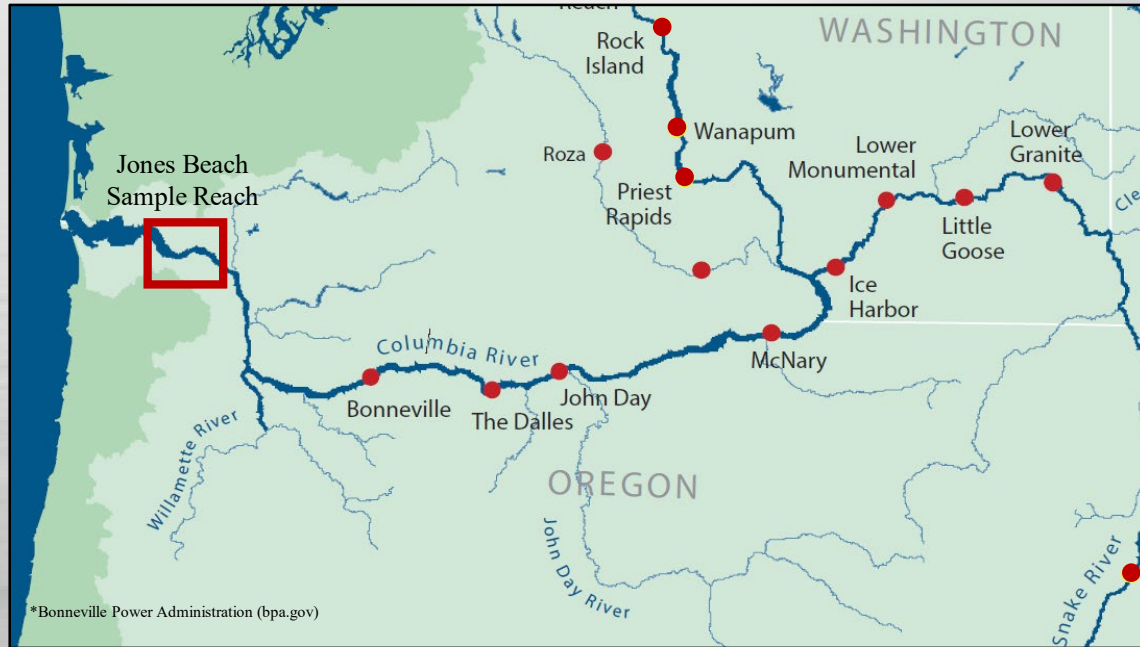 Reach
WASHINGTON
Rock
Island
Wanapum
Lower
Monumental
Lower
Granite
Jones Beach
Sample Reach
Roza
Priest
Rapids
Little
Goose
Ice
Harbor
Columbia River
McNary
Bonneville
The Dalles
John Day
Willamette River
OREGON
John Day River
Snake River
*Bonneville Power Administration (bpa.gov)